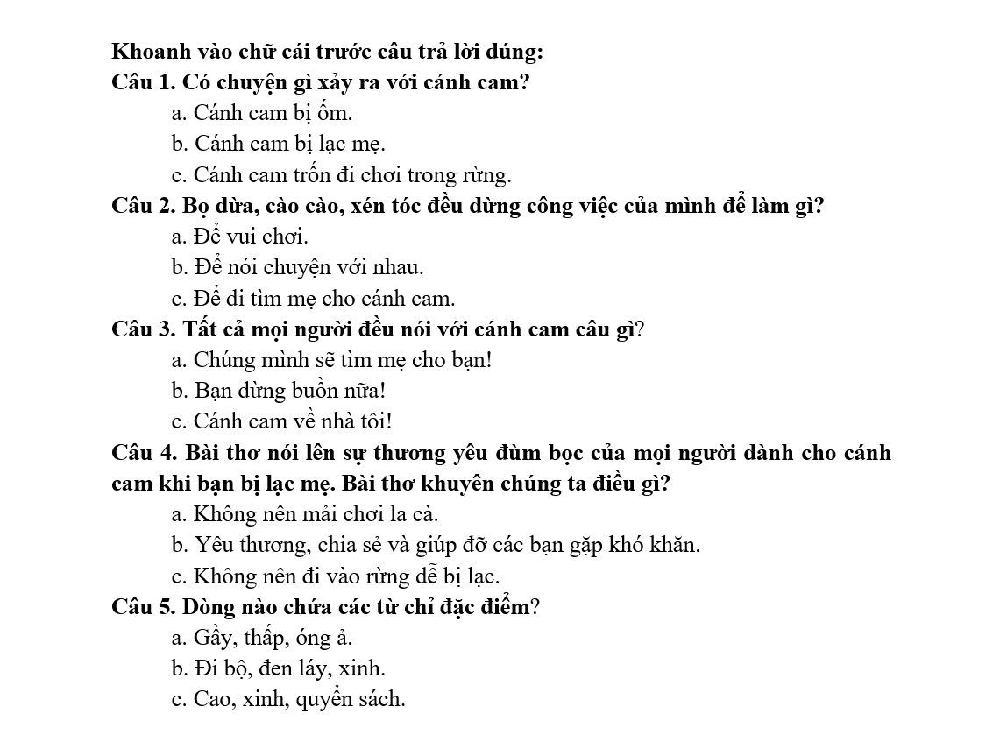 Khoanh vào chữ cái trước câu trả lời đúng:
Câu 1. Có chuyện gì xảy ra với cánh cam?
a. Cánh cam bị ốm.
b. Cánh cam bị lạc mẹ.
c. Cánh cam trốn đi chơi trong rừng.
Câu 2. Bọ dừa, cào cào, xén tóc đều dừng công việc của mình để làm gì?
a. Để vui chơi.
b. Để nói chuyện với nhau.
c. Để đi tìm mẹ cho cánh cam.
Câu 3. Tất cả mọi người đều nói với cánh cam câu gì?
a. Chúng mình sẽ tìm mẹ cho bạn!
b. Bạn đừng buồn nữa!
c. Cánh cam về nhà tôi!
Câu 4. Bài thơ nói lên sự thương yêu đùm bọc của mọi người dành cho cánh
cam khi bạn bị lạc mẹ. Bài thơ khuyên chúng ta điều gì?
a. Không nên mải chơi la cà.
b. Yêu thương, chia sẻ và giúp đỡ các bạn gặp khó khăn.
c. Không nên đi vào rừng dễ bị lạc.
Câu 5. Dòng nào chứa các từ chỉ đặc điểm?
a. Gầy, thấp, óng ả.
b. Đi bộ, đen láy, xinh.
c. Cao, xinh, quyển sách.